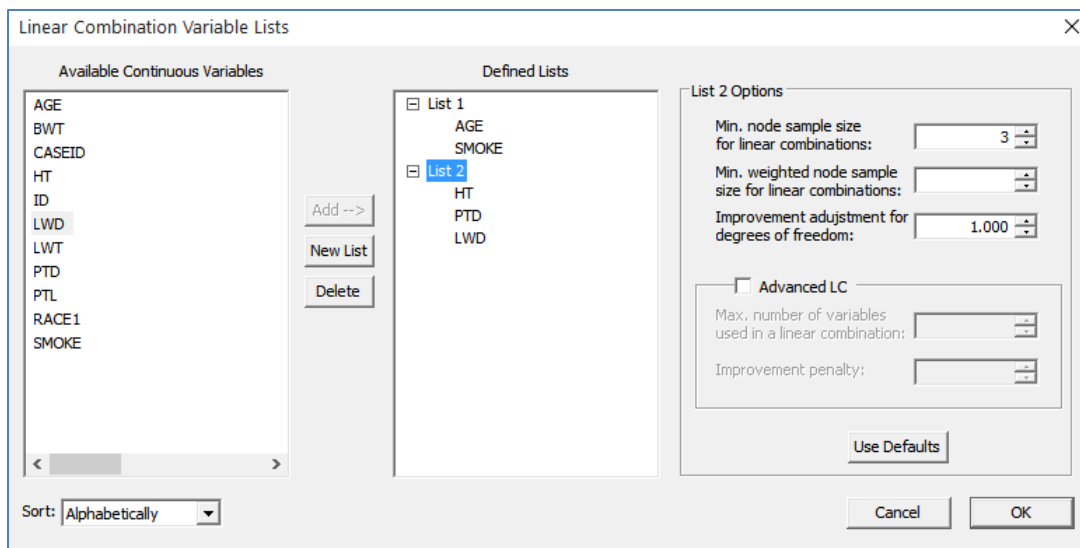 Linear Combination Variable Lists
Available Continuous Variables
AGE
BWT
CASEID
HT
ID
LWD
LWT
PTD
PTL
RACE1
SMOKE
Sort: Alphabetically
Add -->
New List
Delete
Defined Lists
List 1
AGE
SMOKE
List 2
HT
PTD
LWD
List 2 Options
Min. node sample size
for linear combinations: 3
Min. weighted node sample
size for linear combinations:
Improvement adujstment for
degrees of freedom: 1.000
Advanced LC
Max. number of variables
used in a linear combination:
Improvement penalty:
Use Defaults
Cancel
OK